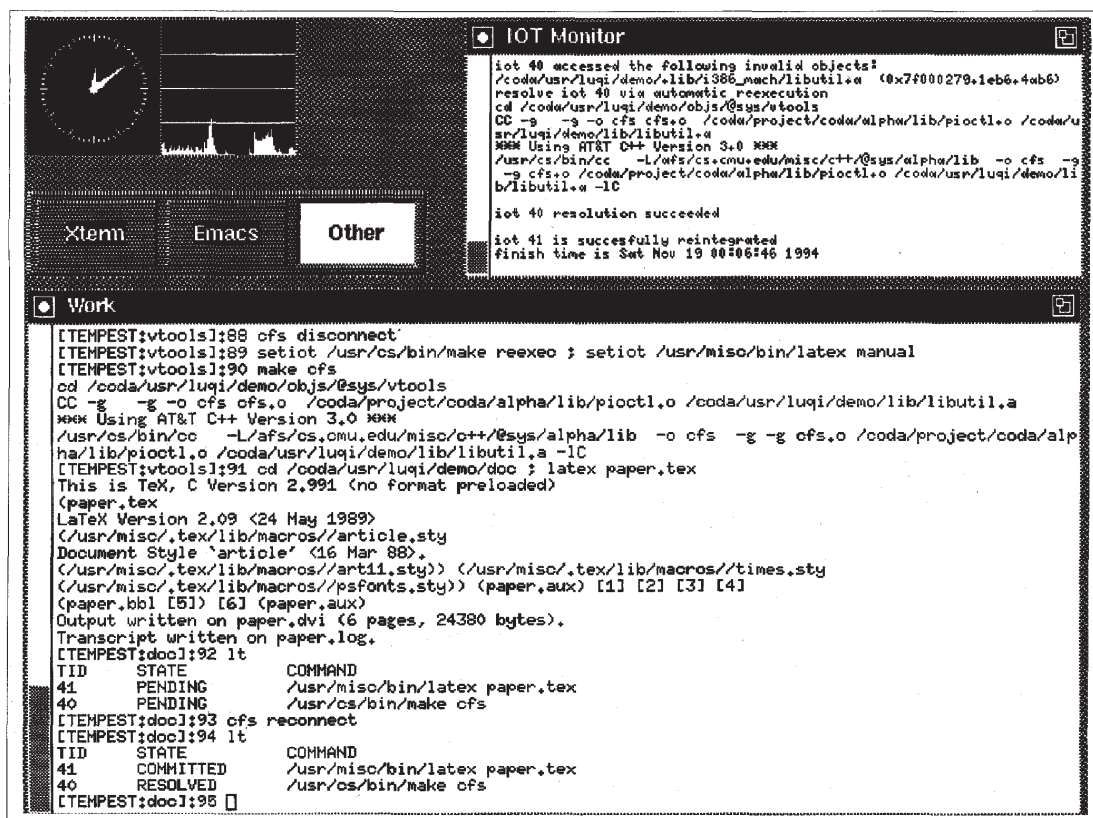 IOT Monitor
iot 40 accessed the following invalid objects:
/coda/usr/luqi/demo/.lib/i386_mach/libutil.a (0x7f000279.1eb6.4ab6)
resolve iot 40 via automatic reexecution
cd /coda/usr/luqi/demo/objs/@sys/vtools
CC -g   -g -o cfs cfs.o  /coda/project/coda/alpha/lib/pioctl.o /coda/u
sr/luqi/demo/lib/libutil.a
*** Using AT&T C++ Version 3.0 ***
/usr/cs/bin/cc   -L/afs/cs.cmu.edu/misc/c++/@sys/alpha/lib  -o cfs  -g
 -g cfs.o /coda/project/coda/alpha/lib/pioctl.o /coda/usr/luqi/demo/li
b/libutil.a -lC
iot 40 resolution succeeded
iot 41 is succesfully reintegrated
finish time is Sat Nov 19 00:06:46 1994
Xterm Emacs Other
Work
[TEMPEST:vtools]:88 cfs disconnect
[TEMPEST:vtools]:89 setiot /usr/cs/bin/make reexec ; setiot /usr/misc/bin/latex manual
[TEMPEST:vtools]:90 make cfs
cd /coda/usr/luqi/demo/objs/@sys/vtools
CC -g   -g -o cfs cfs.o  /coda/project/coda/alpha/lib/pioctl.o /coda/usr/luqi/demo/lib/libutil.a
*** Using AT&T C++ Version 3.0 ***
/usr/cs/bin/cc   -L/afs/cs.cmu.edu/misc/c++/@sys/alpha/lib  -o cfs  -g -g cfs.o /coda/project/coda/alp
ha/lib/pioctl.o /coda/usr/luqi/demo/lib/libutil.a -lC
[TEMPEST:vtools]:91 cd /coda/usr/luqi/demo/doc ; latex paper.tex
This is TeX, C Version 2.991 (no format preloaded)
(paper.tex
LaTeX Version 2.09 <24 May 1989>
(/usr/misc/.tex/lib/macros//article.sty
Document Style `article' <16 Mar 88>.
(/usr/misc/.tex/lib/macros//art11.sty)) (/usr/misc/.tex/lib/macros//times.sty
(/usr/misc/.tex/lib/macros//psfonts.sty)) (paper.aux) [1] [2] [3] [4]
(paper.bbl [5]) [6] (paper.aux)
Output written on paper.dvi (6 pages, 24380 bytes).
Transcript written on paper.log.
[TEMPEST:doc]:92 lt
TID     STATE           COMMAND
41      PENDING         /usr/misc/bin/latex paper.tex
40      PENDING         /usr/cs/bin/make cfs
[TEMPEST:doc]:93 cfs reconnect
[TEMPEST:doc]:94 lt
TID     STATE           COMMAND
41      COMMITTED       /usr/misc/bin/latex paper.tex
40      RESOLVED        /usr/cs/bin/make cfs
[TEMPEST:doc]:95